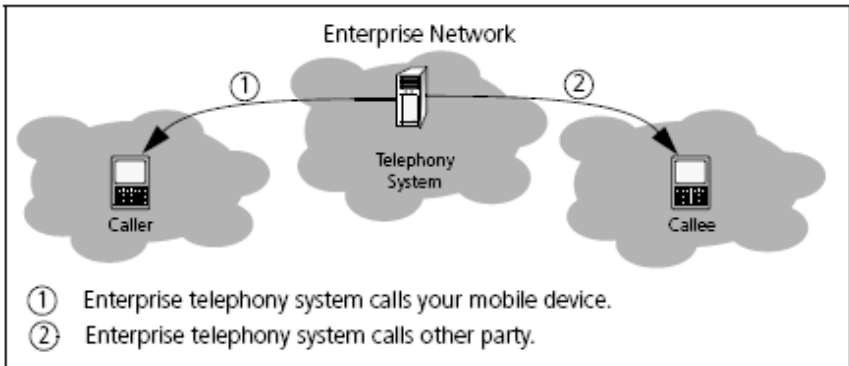 Enterprise Network
① ②
Telephony
System
Caller Callee
① Enterprise telephony system calls your mobile device.
② Enterprise telephony system calls other party.